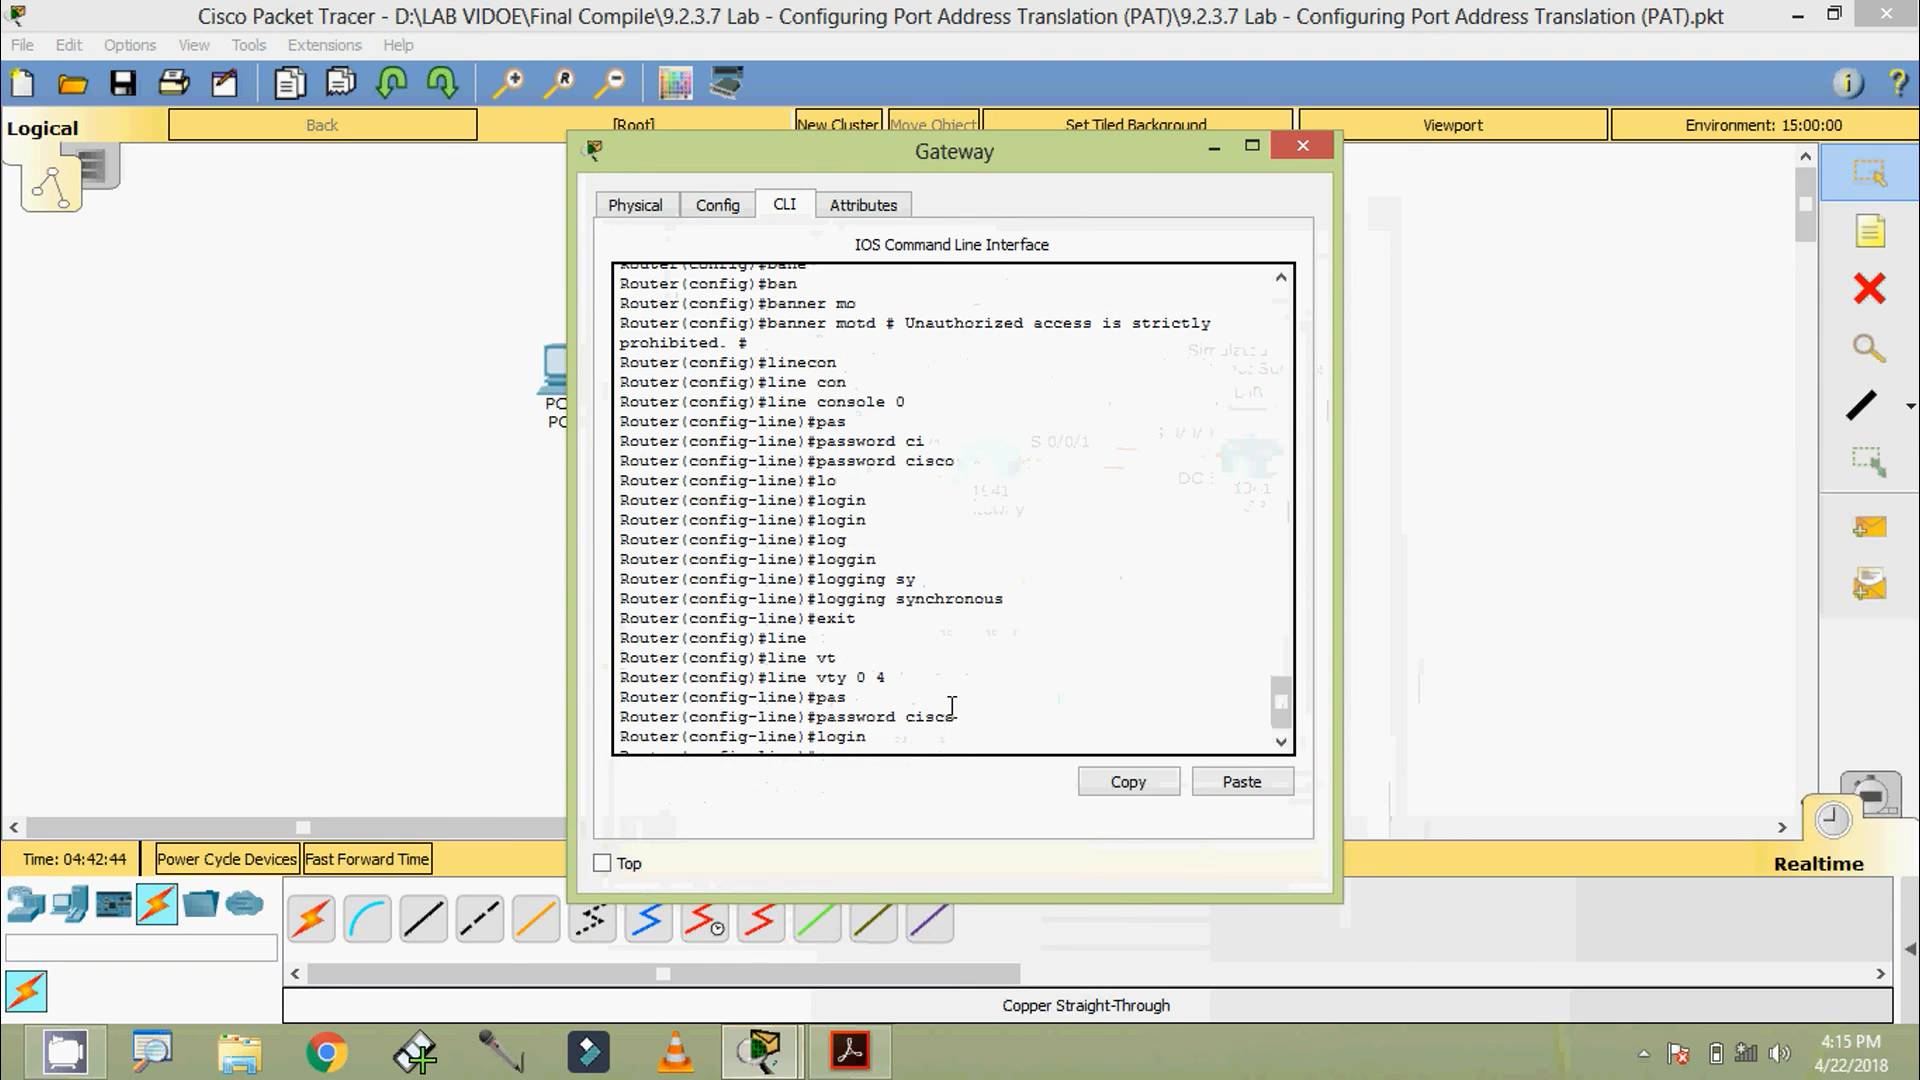 Cisco Packet Tracer - D:\LAB VIDOE\Final Compile\9.2.3.7 Lab - Configuring Port Address Translation (PAT)\9.2.3.7 Lab - Configuring Port Address Translation (PAT).pkt
File Edit Options View Tools Extensions Help
Logical Back [Root] New Cluster Move Object Set Tiled Background Viewport Environment: 15:00:00
Gateway
Physical Config CLI Attributes
IOS Command Line Interface
Router(config)#bane
Router(config)#ban
Router(config)#banner mo
Router(config)#banner motd # Unauthorized access is strictly
prohibited. #
Router(config)#linecon
Router(config)#line con
Router(config)#line console 0
Router(config-line)#pas
Router(config-line)#password ci
Router(config-line)#password cisco
Router(config-line)#lo
Router(config-line)#login
Router(config-line)#login
Router(config-line)#log
Router(config-line)#loggin
Router(config-line)#logging sy
Router(config-line)#logging synchronous
Router(config-line)#exit
Router(config)#line
Router(config)#line vt
Router(config)#line vty 0 4
Router(config-line)#pas
Router(config-line)#password cisco
Router(config-line)#login
S 0/0/1
1941
PC
PC
Copy Paste
Top
Time: 04:42:44 Power Cycle Devices Fast Forward Time
Realtime
Copper Straight-Through
4:15 PM
4/22/2018